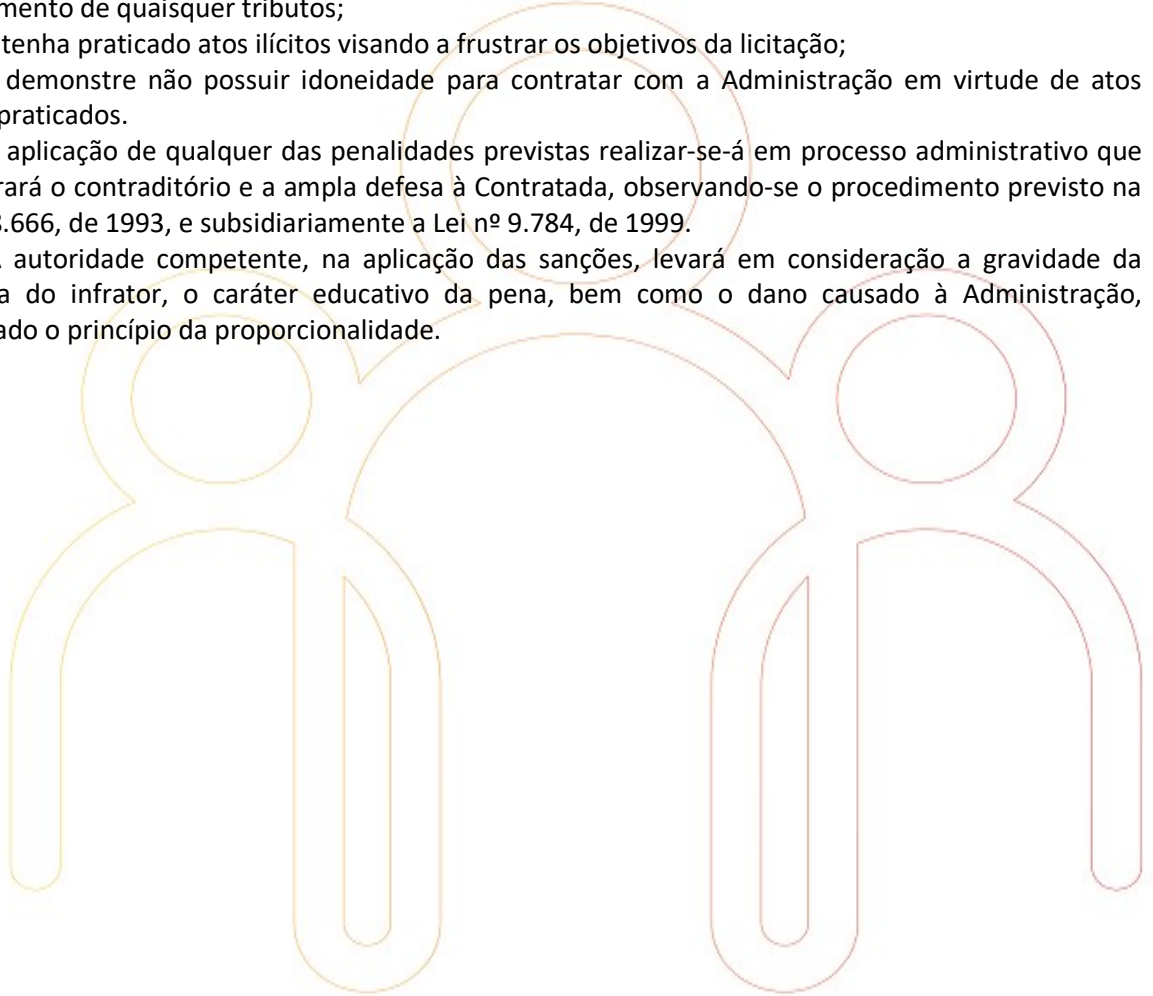 mento de quaisquer tributos;
tenha praticado atos ilícitos visando a frustrar os objetivos da licitação;
demonstre não possuir idoneidade para contratar com a Administração em virtude de atos
praticados.
aplicação de qualquer das penalidades previstas realizar-se-á em processo administrativo que
rará o contraditório e a ampla defesa à Contratada, observando-se o procedimento previsto na
.666, de 1993, e subsidiariamente a Lei nº 9.784, de 1999.
autoridade competente, na aplicação das sanções, levará em consideração a gravidade da
a do infrator, o caráter educativo da pena, bem como o dano causado à Administração,
ado o princípio da proporcionalidade.